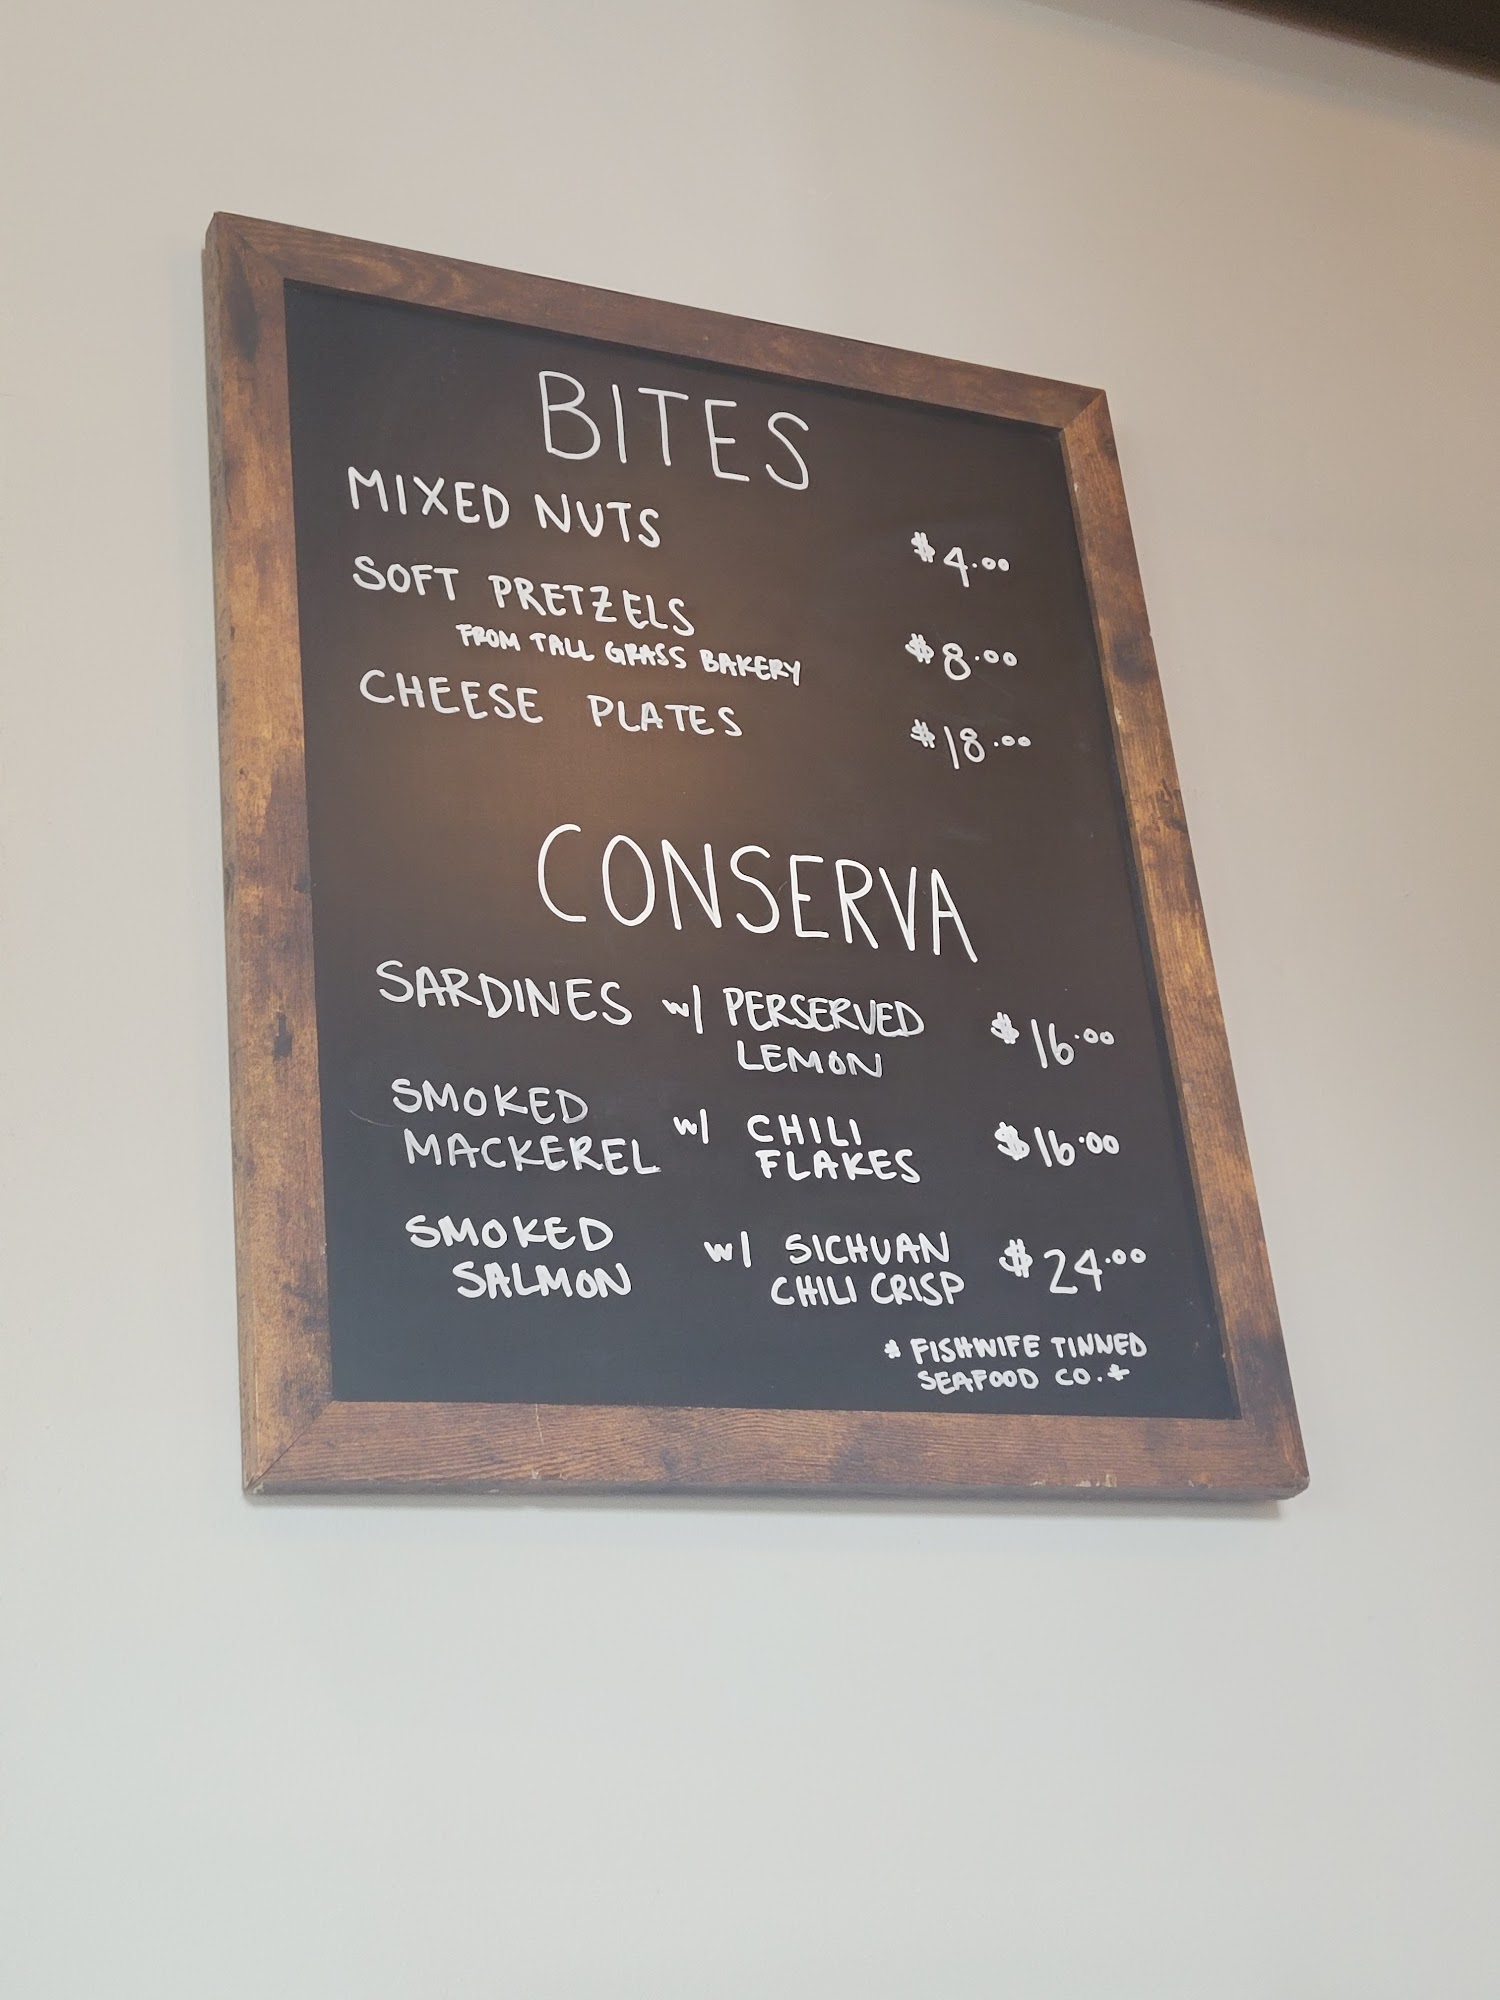 BITES
MIXED NUTS $4.00
SOFT PRETZELS
FROM TALL GRASS BAKERY $8.00
CHEESE PLATES $18.00
CONSERVA
SARDINES w/ PERSERVED $16.00
LEMON
SMOKED
MACKEREL w/ CHILI
FLAKES $16.00
SMOKED
SALMON w/ SICHUAN
CHILI CRISP $24.00
* FISHWIFE TINNED
SEAFOOD CO.*